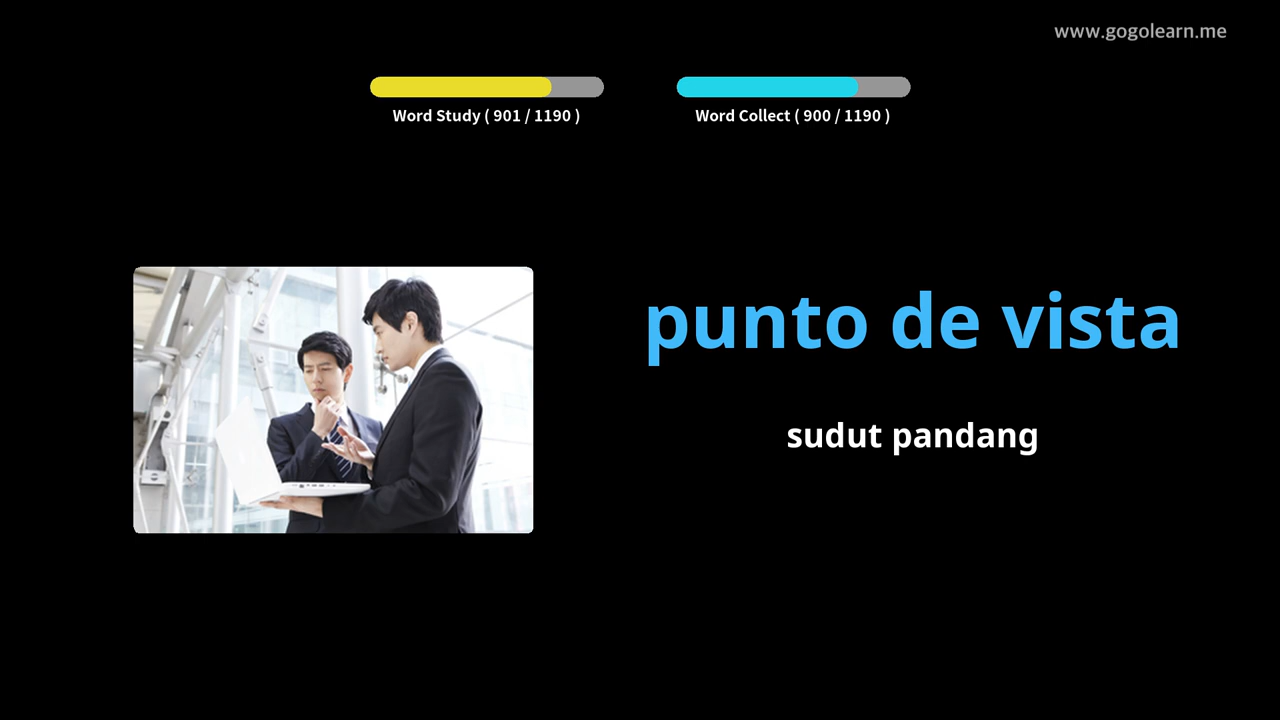 www.gogolearn.me
Word Study ( 901 / 1190 )
Word Collect ( 900 / 1190 )
punto de vista
sudut pandang